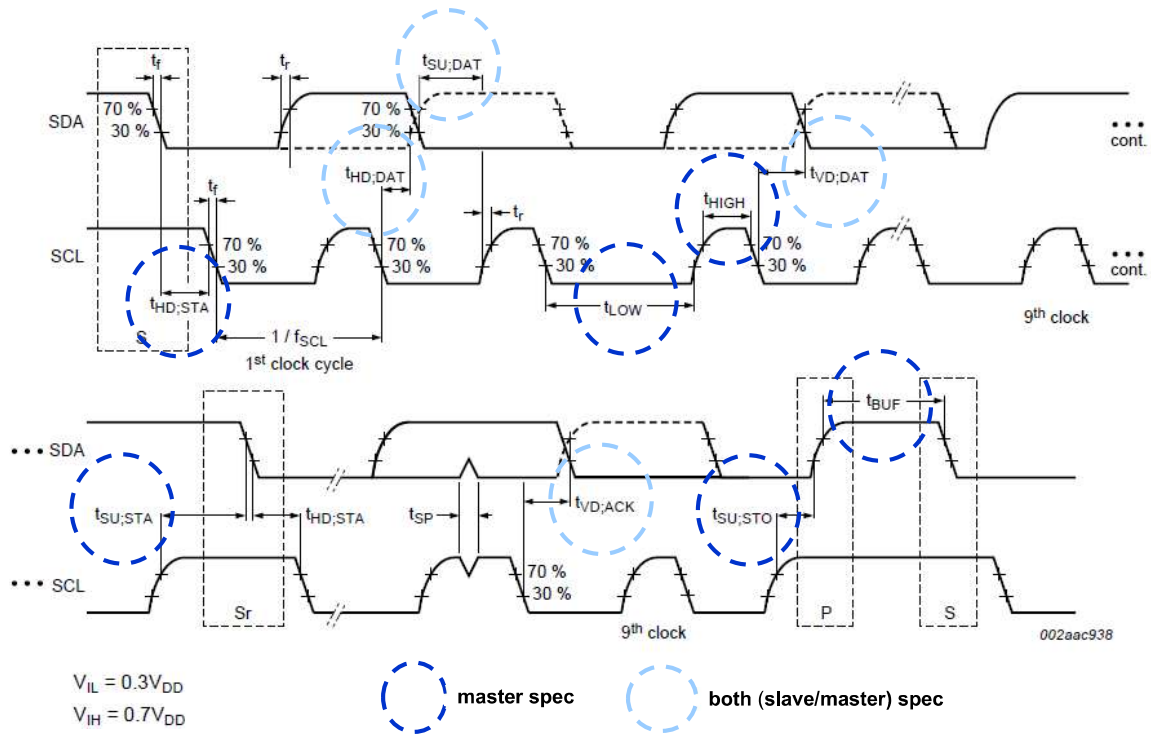 tf tr tSU;DAT
70 % 70 %
SDA 30 % 30 % ••• cont.
tHD;DAT tVD;DAT
tf tr tHIGH
70 % 70 % 70 % 70 %
SCL 30 % 30 % 30 % 30 % ••• cont.
tHD;STA tLOW
S 1 / fSCL 9th clock
1st clock cycle
tBUF
••• SDA
tSU;STA tHD;STA tSP tVD;ACK tSU;STO
70 %
••• SCL 30 %
Sr P S
9th clock
002aac938
VIL = 0.3VDD
VIH = 0.7VDD
master spec
both (slave/master) spec